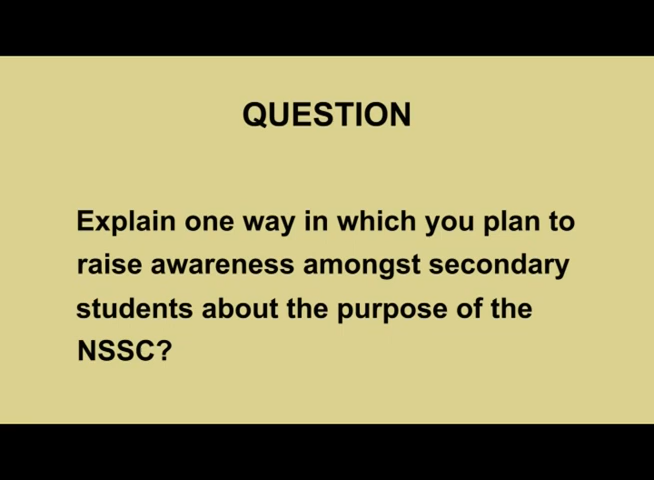 QUESTION
Explain one way in which you plan to
raise awareness amongst secondary
students about the purpose of the
NSSC?